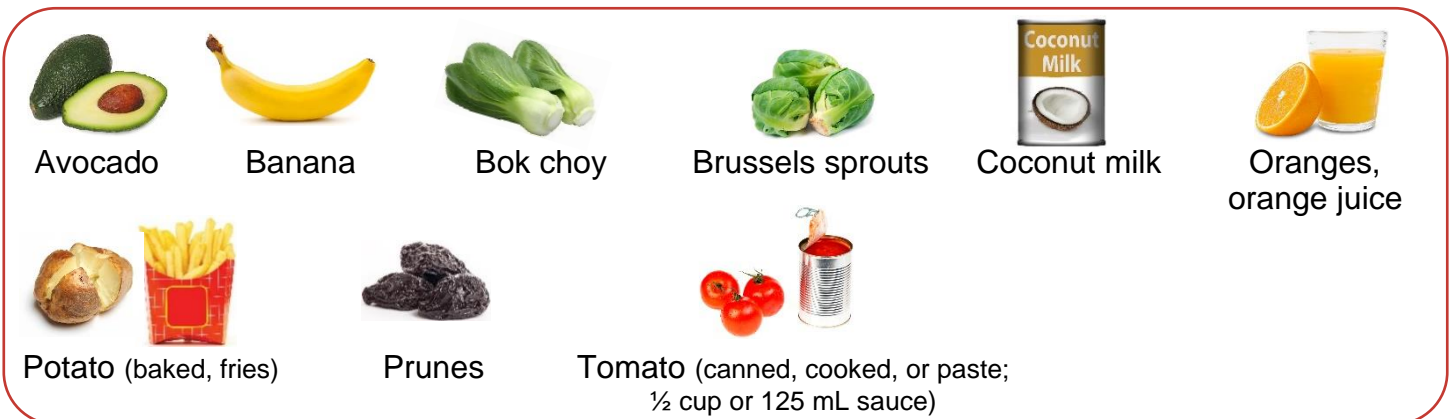 Coconut
Milk
Avocado
Banana
Bok choy
Brussels sprouts
Coconut milk
Oranges,
orange juice
Potato (baked, fries)
Prunes
Tomato (canned, cooked, or paste;
½ cup or 125 mL sauce)